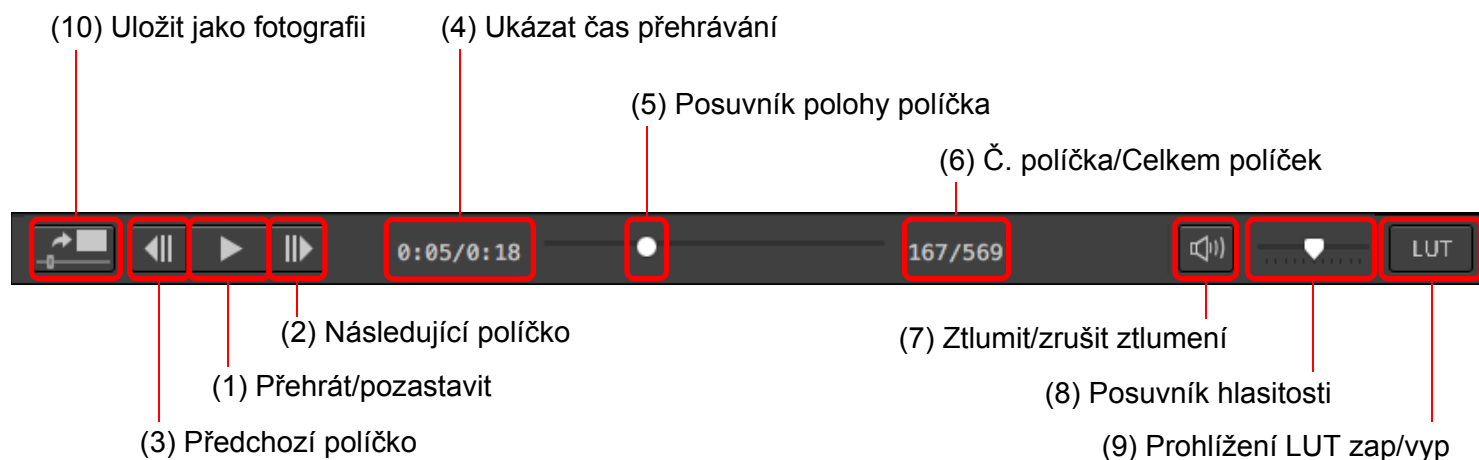 (10) Uložit jako fotografii
(4) Ukázat čas přehrávání
(5) Posuvník polohy políčka
(6) Č. políčka/Celkem políček
0:05/0:18
167/569
LUT
(2) Následující políčko
(7) Ztlumit/zrušit ztlumení
(1) Přehrát/pozastavit
(8) Posuvník hlasitosti
(3) Předchozí políčko
(9) Prohlížení LUT zap/vyp